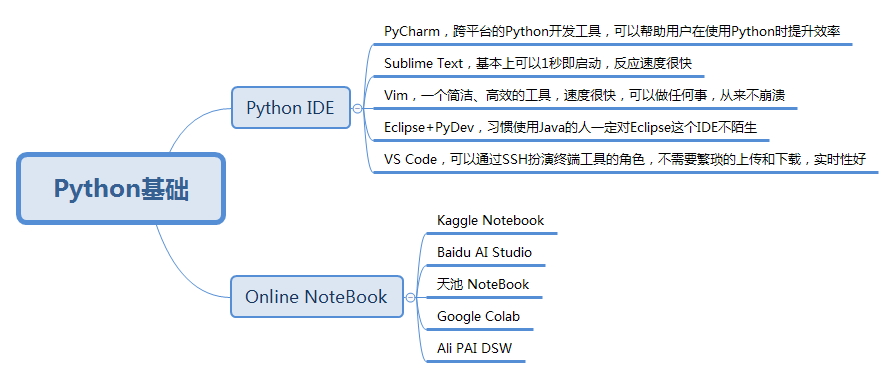 Python基础
Python IDE
PyCharm，跨平台的Python开发工具，可以帮助用户在使用Python时提升效率
Sublime Text，基本上可以1秒即启动，反应速度很快
Vim，一个简洁、高效的工具，速度很快，可以做任何事，从来不崩溃
Eclipse+PyDev，习惯使用Java的人一定对Eclipse这个IDE不陌生
VS Code，可以通过SSH扮演终端工具的角色，不需要繁琐的上传和下载，实时性好
Online NoteBook
Kaggle Notebook
Baidu AI Studio
天池 NoteBook
Google Colab
Ali PAI DSW